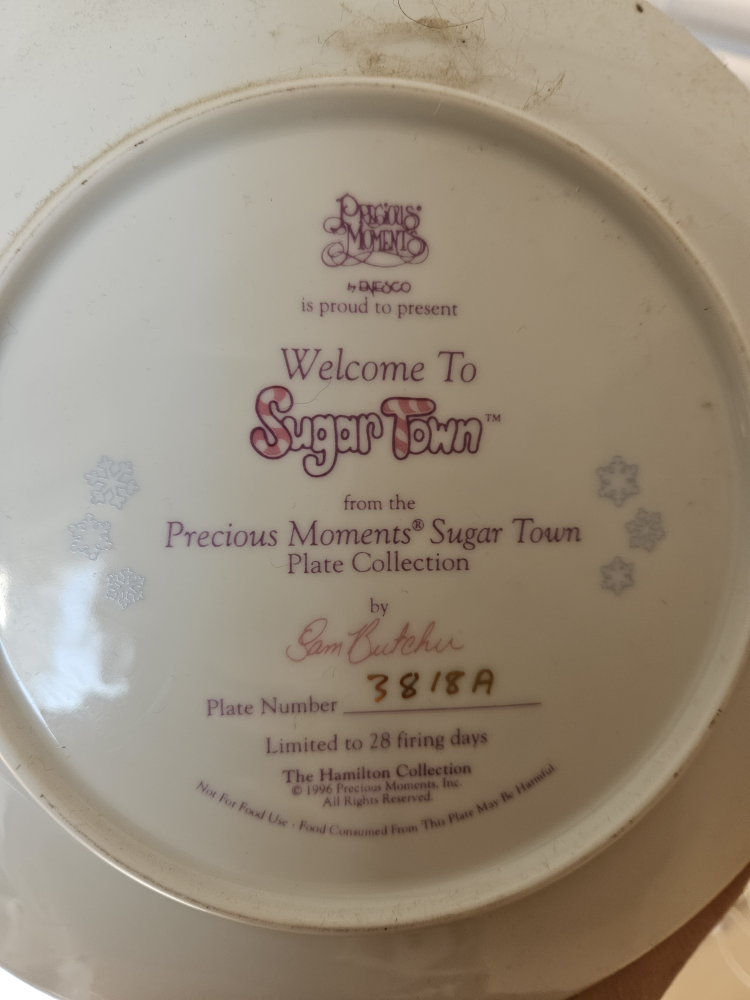 PRECIOUS
MOMENTS
by ENESCO
is proud to present
Welcome To
Sugar Town™
from the
Precious Moments® Sugar Town
Plate Collection
by
Sam Butcher
3818A
Plate Number
Limited to 28 firing days
The Hamilton Collection
© 1996 Precious Moments, Inc.
All Rights Reserved.
Not For Food Use - Food Consumed From This Plate May Be Harmful.